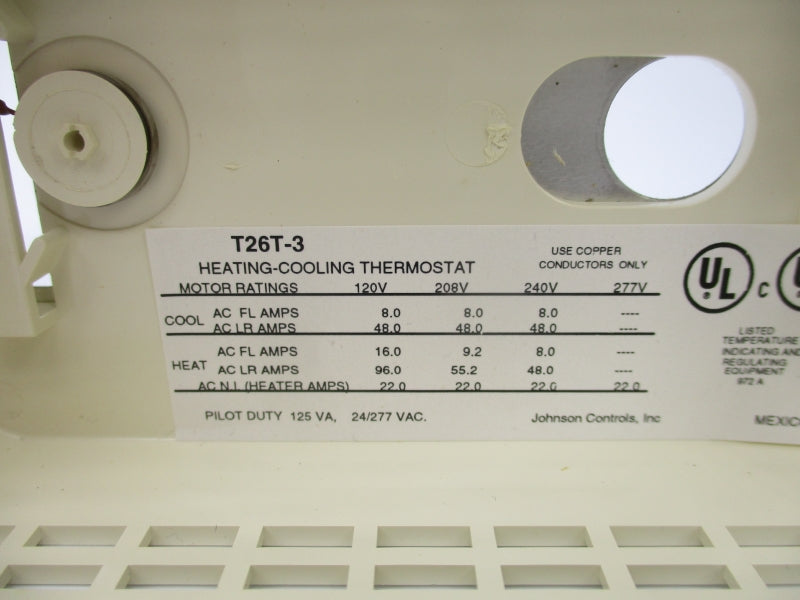 T26T-3
HEATING-COOLING THERMOSTAT
USE COPPER
CONDUCTORS ONLY
MOTOR RATINGS 120V 208V 240V 277V
COOL
AC FL AMPS 8.0 8.0 8.0 ----
AC LR AMPS 48.0 48.0 48.0 ----
HEAT
AC FL AMPS 16.0 9.2 8.0 ----
AC LR AMPS 96.0 55.2 48.0 ----
AC N.I. (HEATER AMPS) 22.0 22.0 22.0 22.0
PILOT DUTY 125 VA, 24/277 VAC. Johnson Controls, Inc
UL ® C
LISTED
TEMPERATURE
INDICATING AND
REGULATING
EQUIPMENT
972 A
MEXICO